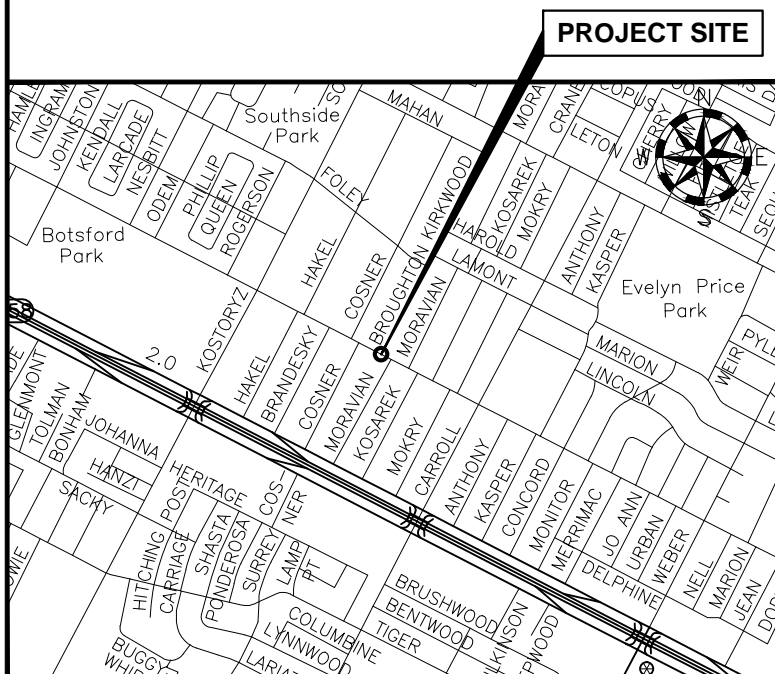 PROJECT SITE
INGRAM
JOHNSTON
KENDALL
LARCADE
NESBITT
ODEM
PHILLIP
QUEEN
ROGERSON
Southside
Park
MAHAN
FOLEY
KIRKWOOD
BROUGHTON
HAROLD
LAMONT
KOSAREK
MOKRY
CRANE
LETON
CHERRY
N
W
E
S
TEAK
ANTHONY
KASPER
Botsford
Park
HAKEL
COSNER
MORAVIAN
Evelyn Price
Park
KOSTORYZ
2.0
HAKEL
BRANDESKY
COSNER
MORAVIAN
KOSAREK
MOKRY
CARROLL
ANTHONY
KASPER
CONCORD
MONITOR
MERRIMAC
JO ANN
URBAN
WEBER
NELL
MARION
JEAN
MARION
LINCOLN
WEIR
GLENMONT
TOLMAN
BONHAM
JOHANNA
HANZI
SACKY
HERITAGE
POST
HITCHING
CARRIAGE
SHASTA
PONDEROSA
SURREY
LAMP
PT
COS-
NER
DELPHINE
BRUSHWOOD
BENTWOOD
TIGER
COLUMBINE
LYNNWOOD
BUGGY